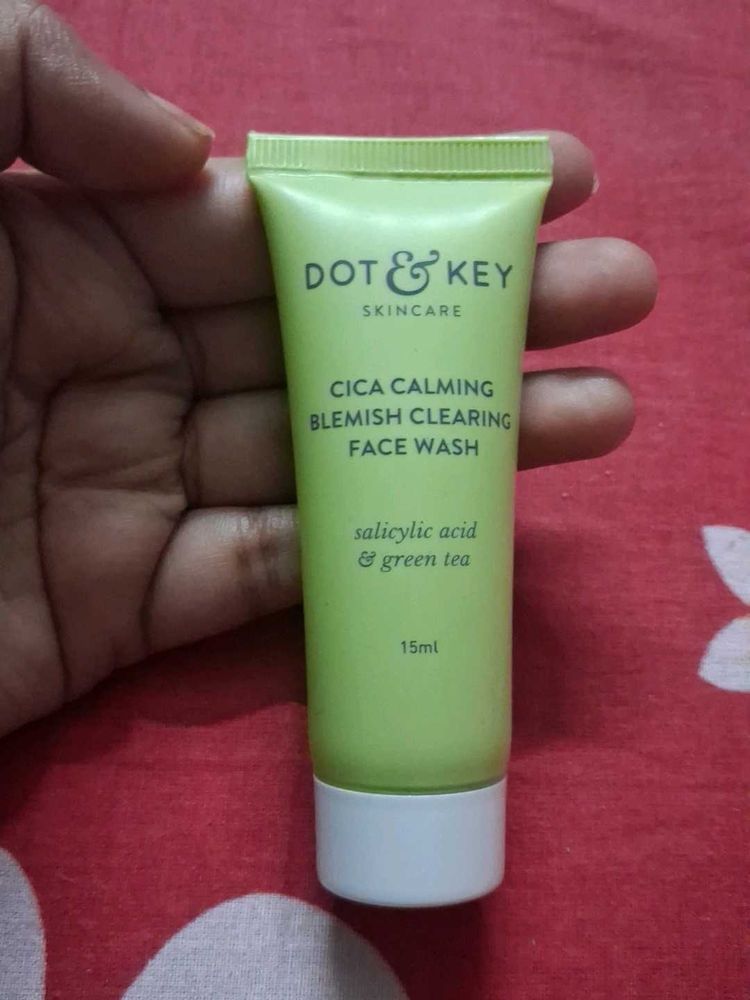 DOT & KEY
SKINCARE
CICA CALMING
BLEMISH CLEARING
FACE WASH
salicylic acid
& green tea
15ml